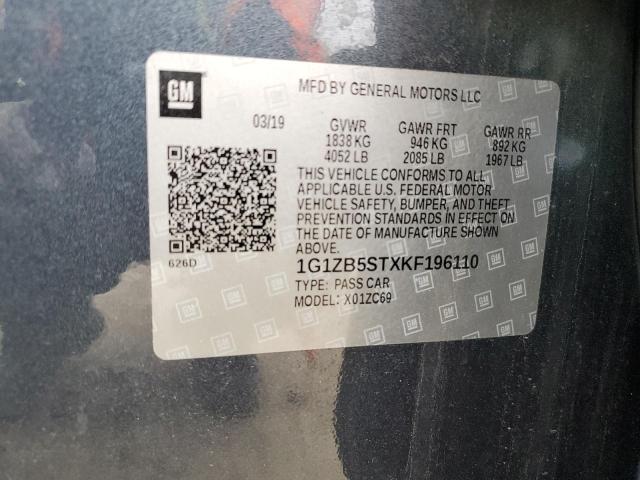 GM
MFD BY GENERAL MOTORS LLC
03/19 GVWR GAWR FRT GAWR RR
1838 KG 946 KG 892 KG
4052 LB 2085 LB 1967 LB
THIS VEHICLE CONFORMS TO ALL
APPLICABLE U.S. FEDERAL MOTOR
VEHICLE SAFETY, BUMPER, AND THEFT
PREVENTION STANDARDS IN EFFECT ON
THE DATE OF MANUFACTURE SHOWN
ABOVE.
626D
1G1ZB5STXKF196110
TYPE: PASS CAR
MODEL: X01ZC69